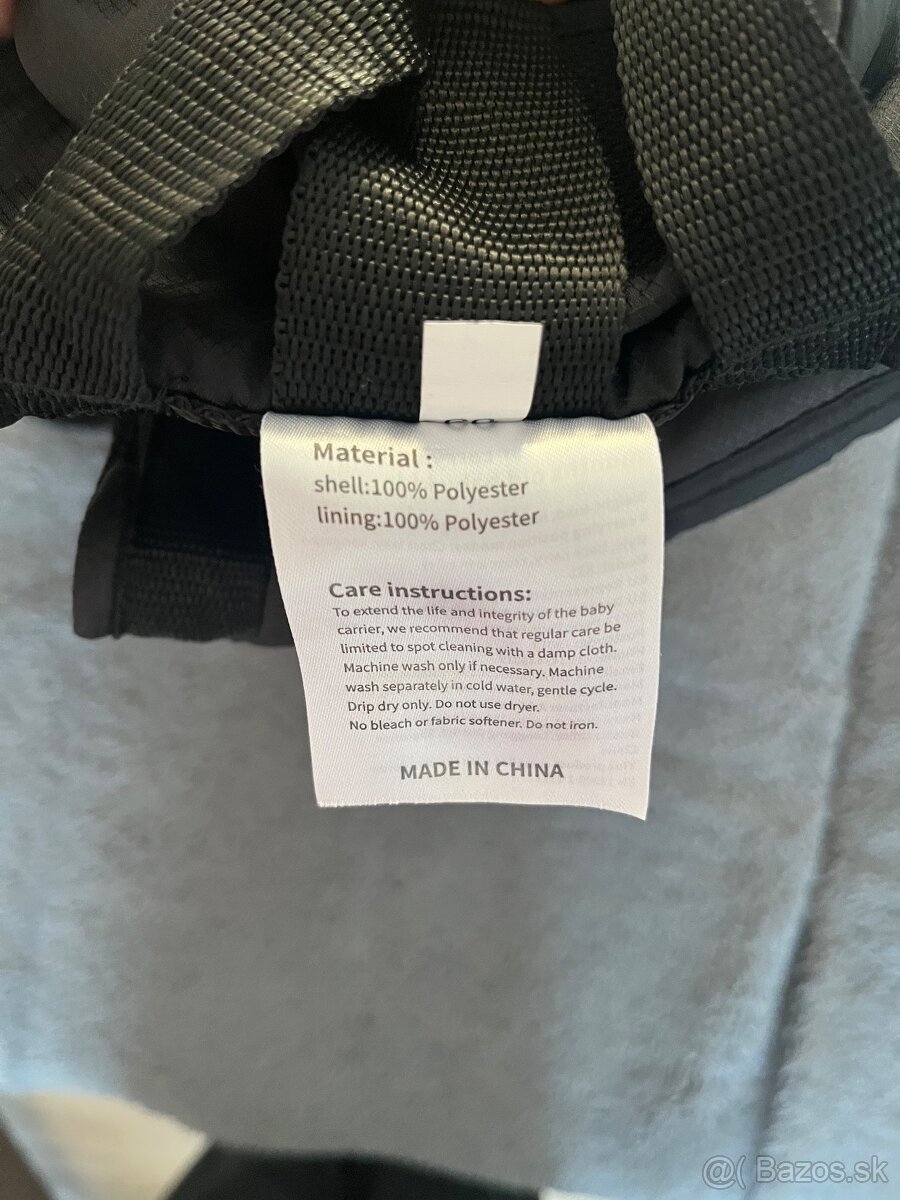 Material :
shell:100% Polyester
lining:100% Polyester
Care instructions:
To extend the life and integrity of the baby
carrier, we recommend that regular care be
limited to spot cleaning with a damp cloth.
Machine wash only if necessary. Machine
wash separately in cold water, gentle cycle.
Drip dry only. Do not use dryer.
No bleach or fabric softener. Do not iron.
MADE IN CHINA
@( Bazos.sk